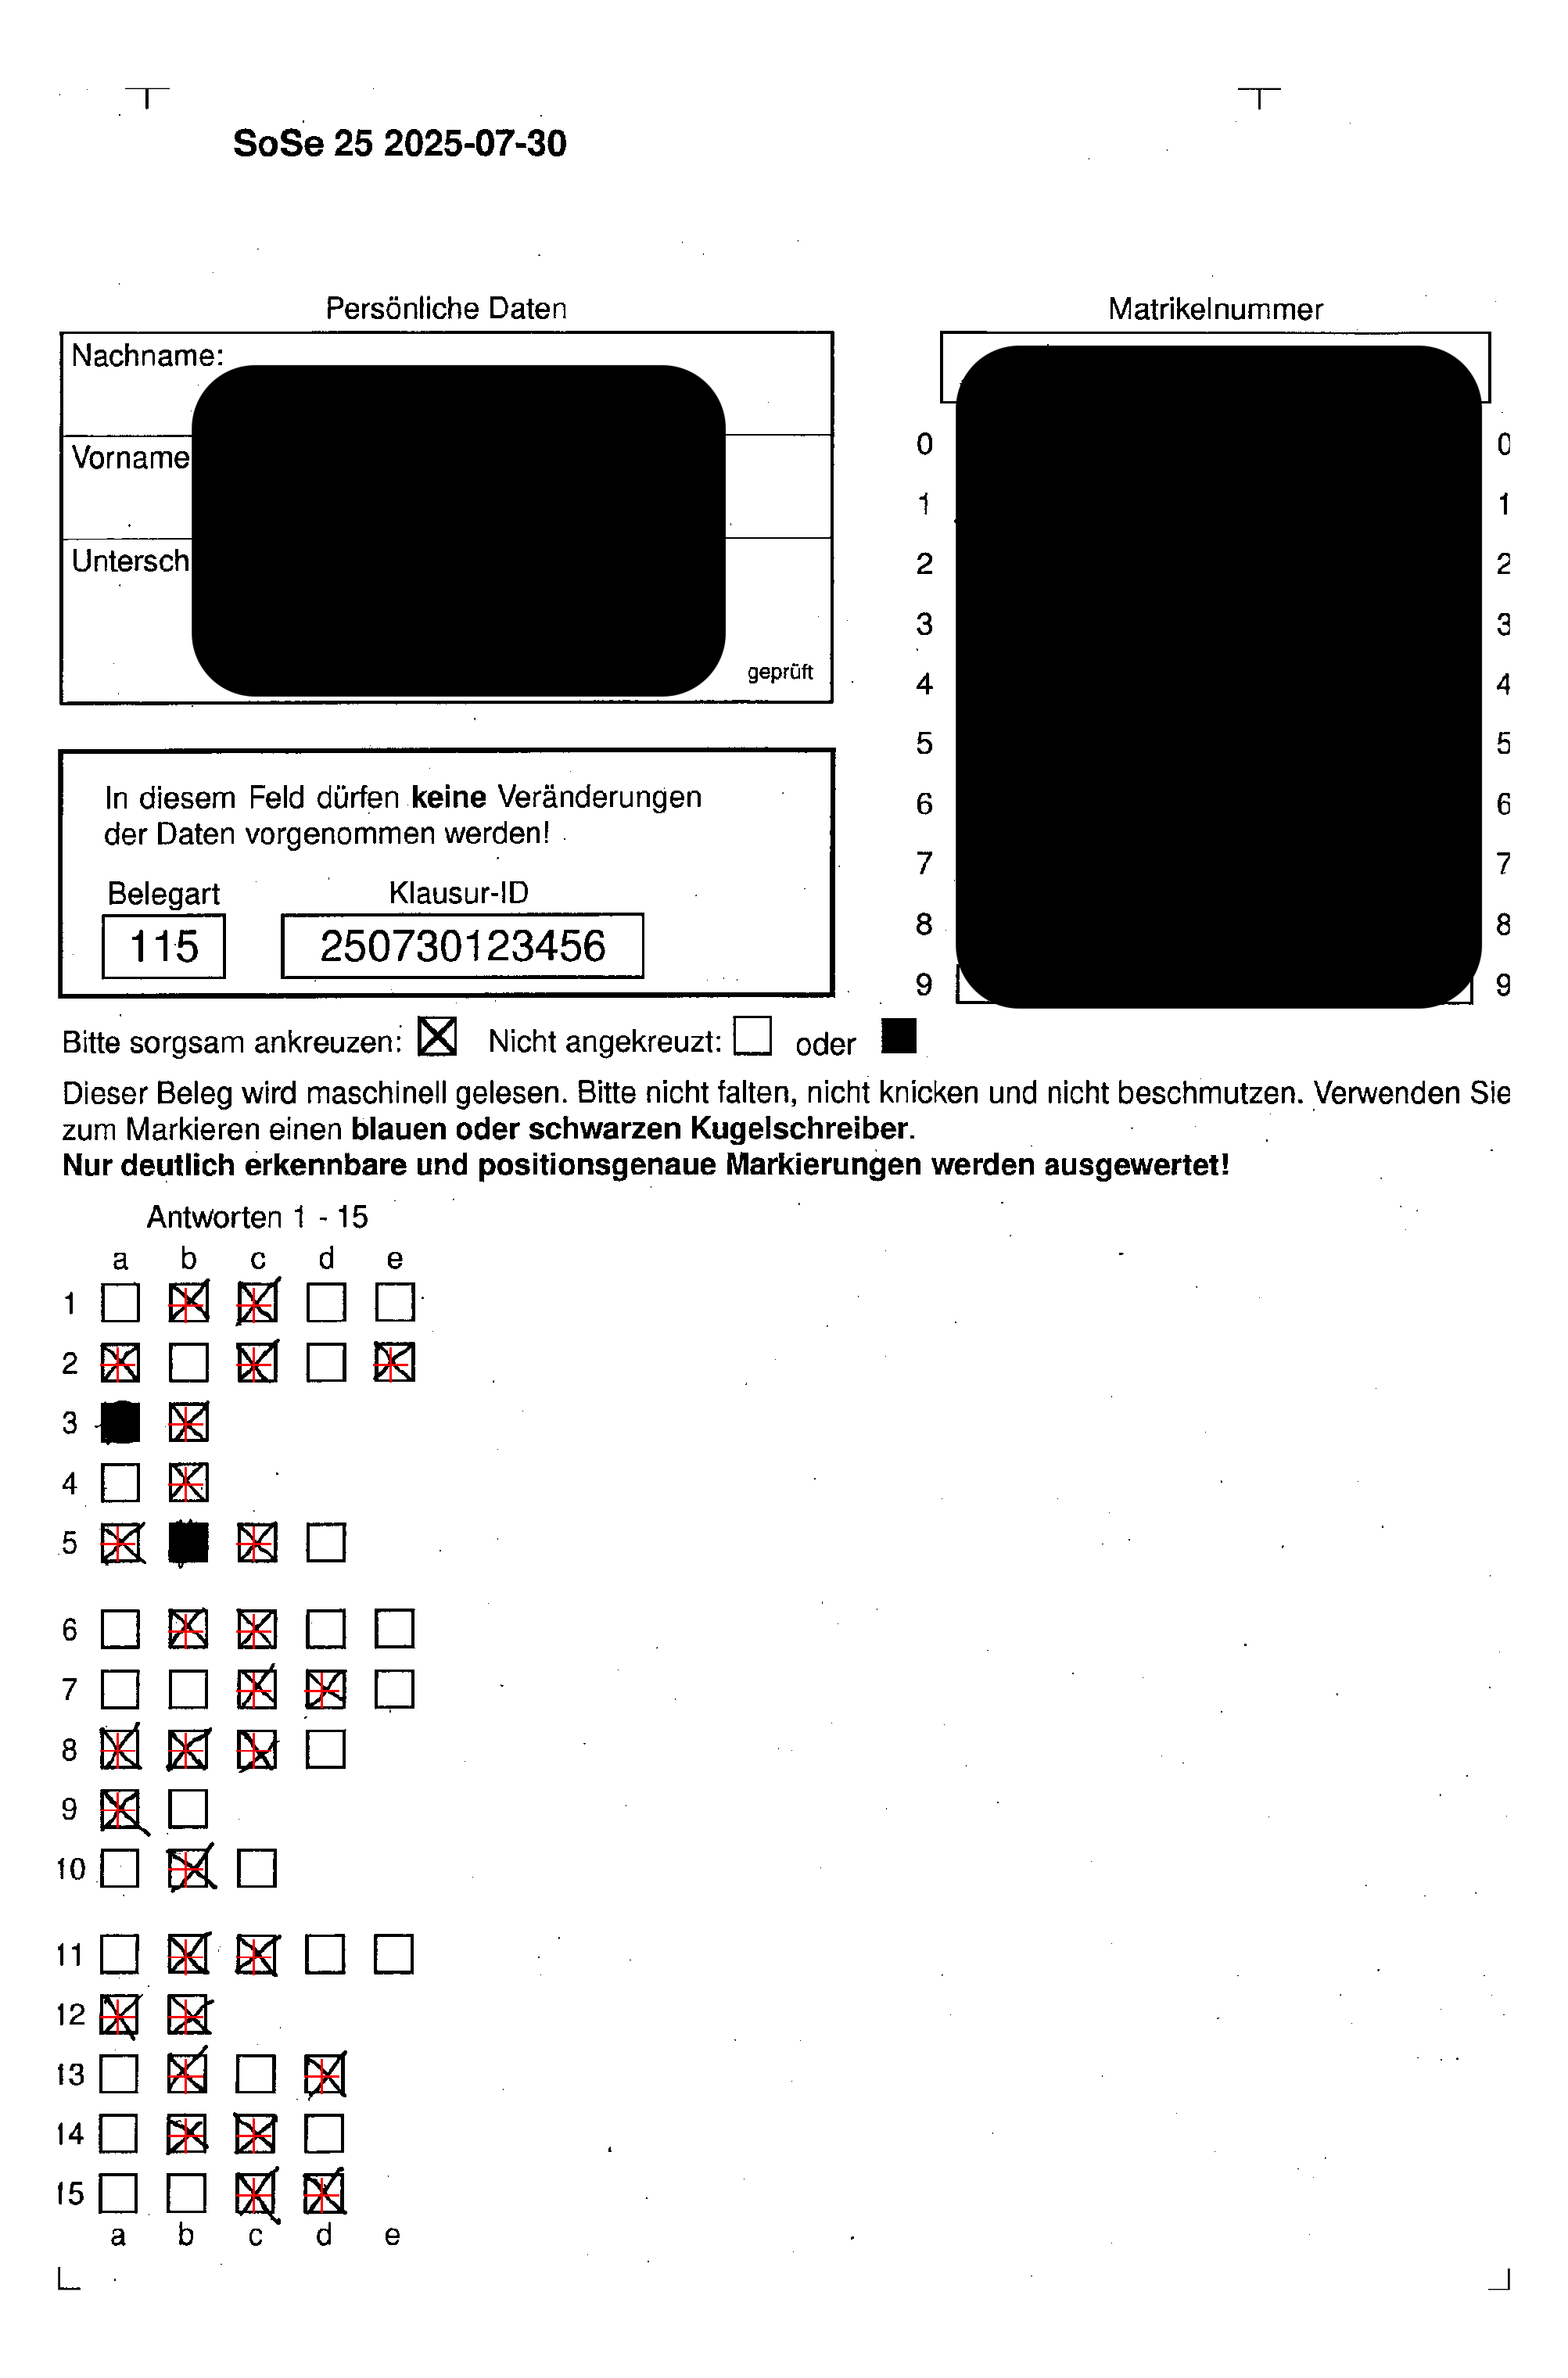 SoSe 25 2025-07-30
Persönliche Daten
Matrikelnummer
Nachname:
Vorname
Untersch
geprüft
0 0
1 1
2 2
3 3
4 4
5 5
6 6
7 7
8 8
9 9
In diesem Feld dürfen keine Veränderungen
der Daten vorgenommen werden!
Belegart Klausur-ID
115 250730123456
Bitte sorgsam ankreuzen: Nicht angekreuzt: oder
Dieser Beleg wird maschinell gelesen. Bitte nicht falten, nicht knicken und nicht beschmutzen. Verwenden Sie
zum Markieren einen blauen oder schwarzen Kugelschreiber.
Nur deutlich erkennbare und positionsgenaue Markierungen werden ausgewertet!
Antworten 1 - 15
a b c d e
1
2
3
4
5
6
7
8
9
10
11
12
13
14
15
a b c d e